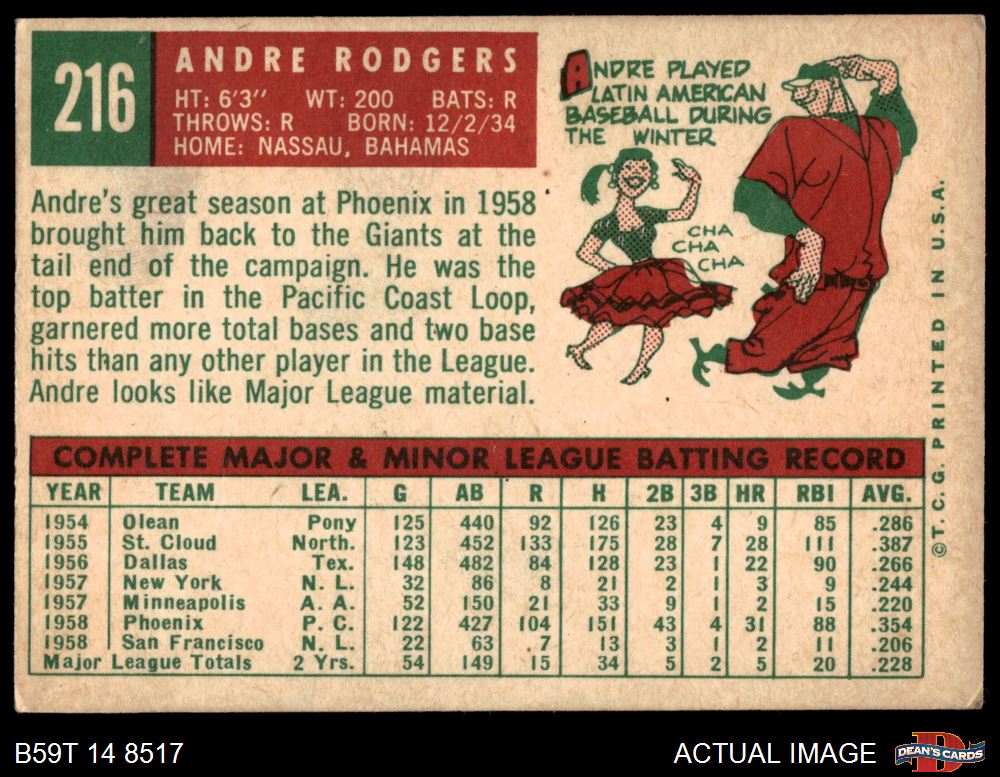 216
ANDRE RODGERS
HT: 6'3" WT: 200 BATS: R
THROWS: R BORN: 12/2/34
HOME: NASSAU, BAHAMAS
ANDRE PLAYED
LATIN AMERICAN
BASEBALL DURING
THE WINTER
CHA
CHA
CHA
Andre's great season at Phoenix in 1958
brought him back to the Giants at the
tail end of the campaign. He was the
top batter in the Pacific Coast Loop,
garnered more total bases and two base
hits than any other player in the League.
Andre looks like Major League material.
COMPLETE MAJOR & MINOR LEAGUE BATTING RECORD
YEAR TEAM LEA. G AB R H 2B 3B HR RBI AVG.
1954 Olean Pony 125 440 92 126 23 4 9 85 .286
1955 St. Cloud North. 123 452 133 175 28 7 28 111 .387
1956 Dallas Tex. 148 482 84 128 23 1 22 90 .266
1957 New York N. L. 32 86 8 21 2 1 3 9 .244
1957 Minneapolis A. A. 52 150 21 33 9 1 2 15 .220
1958 Phoenix P. C. 122 427 104 151 43 4 31 88 .354
1958 San Francisco N. L. 22 63 7 13 3 1 2 11 .206
Major League Totals 2 Yrs. 54 149 15 34 5 2 5 20 .228
© T. C. G. PRINTED IN U.S.A.
B59T 14 8517
ACTUAL IMAGE
DEAN'S CARDS